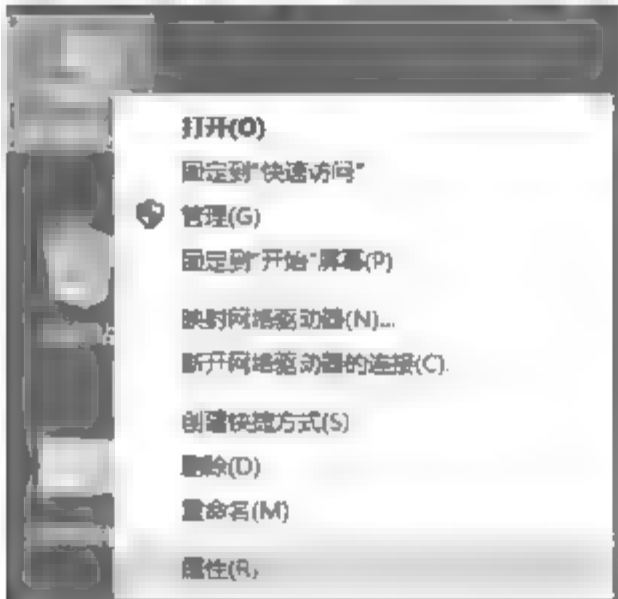 打开(O)
固定到"快速访问"
管理(G)
固定到"开始"屏幕(P)
映射网络驱动器(N)...
断开网络驱动器的连接(C)...
创建快捷方式(S)
删除(D)
重命名(M)
属性(R)